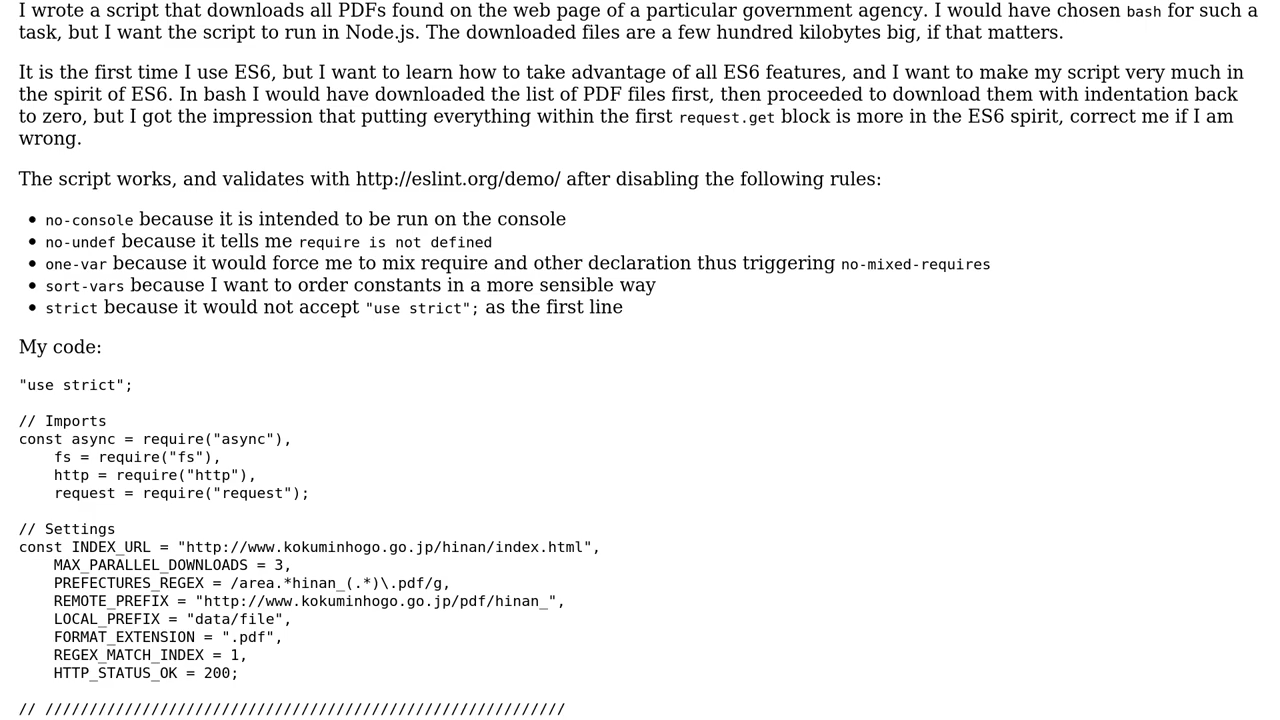 I wrote a script that downloads all PDFs found on the web page of a particular government agency. I would have chosen bash for such a
task, but I want the script to run in Node.js. The downloaded files are a few hundred kilobytes big, if that matters.
It is the first time I use ES6, but I want to learn how to take advantage of all ES6 features, and I want to make my script very much in
the spirit of ES6. In bash I would have downloaded the list of PDF files first, then proceeded to download them with indentation back
to zero, but I got the impression that putting everything within the first request.get block is more in the ES6 spirit, correct me if I am
wrong.
The script works, and validates with http://eslint.org/demo/ after disabling the following rules:
• no-console because it is intended to be run on the console
• no-undef because it tells me require is not defined
• one-var because it would force me to mix require and other declaration thus triggering no-mixed-requires
• sort-vars because I want to order constants in a more sensible way
• strict because it would not accept "use strict"; as the first line
My code:
"use strict";
// Imports
const async = require("async"),
    fs = require("fs"),
    http = require("http"),
    request = require("request");
// Settings
const INDEX_URL = "http://www.kokuminhogo.go.jp/hinan/index.html",
    MAX_PARALLEL_DOWNLOADS = 3,
    PREFECTURES_REGEX = /area.*hinan_(.*)\.pdf/g,
    REMOTE_PREFIX = "http://www.kokuminhogo.go.jp/pdf/hinan_",
    LOCAL_PREFIX = "data/file",
    FORMAT_EXTENSION = ".pdf",
    REGEX_MATCH_INDEX = 1,
    HTTP_STATUS_OK = 200;
// ///////////////////////////////////////////////////////////